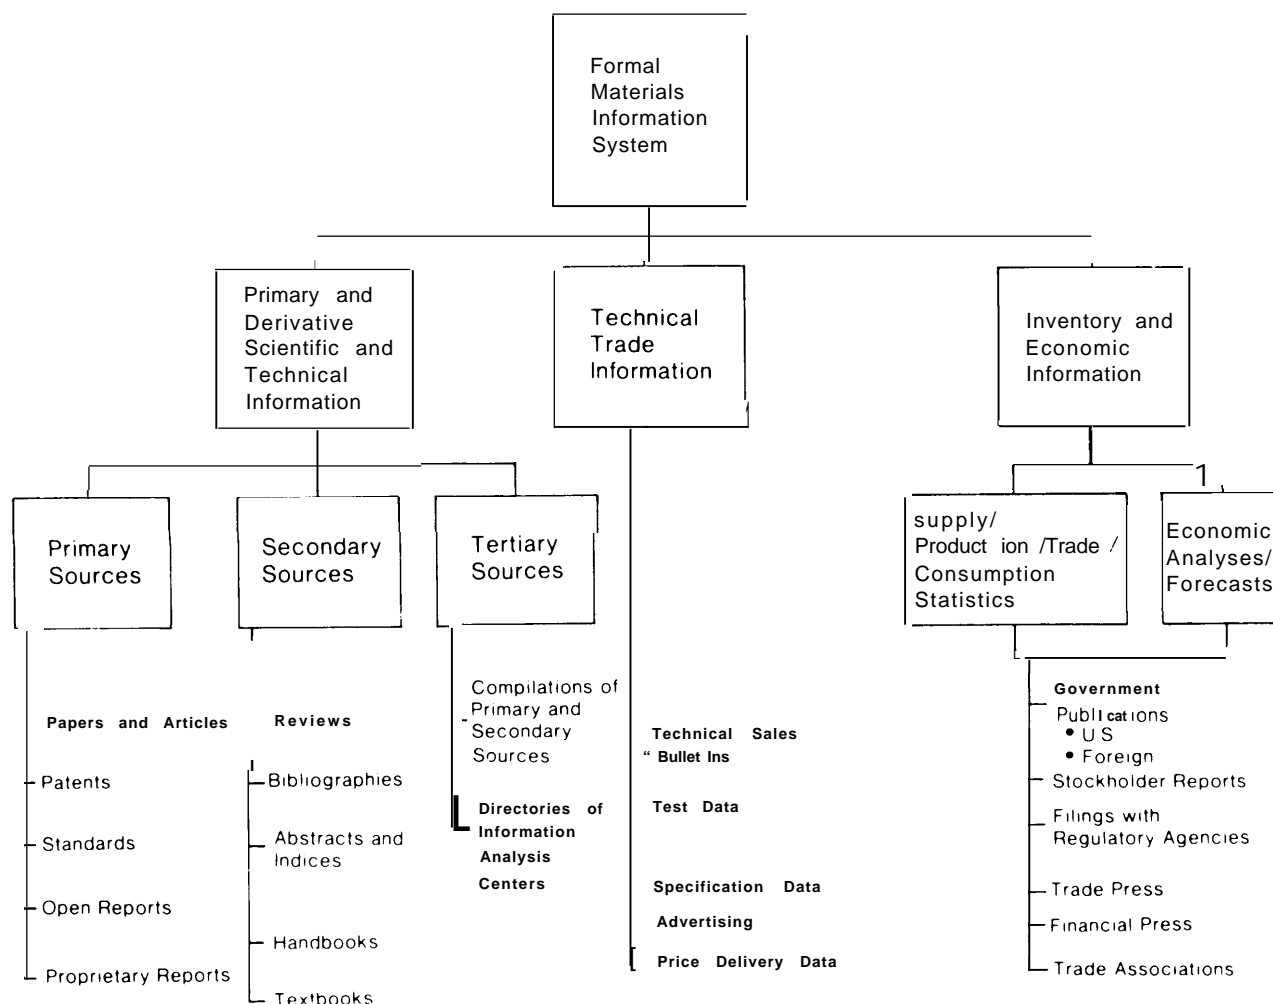 Formal
Materials
Information
System
Primary and
Derivative
Scientific and
Technical
Information
Technical
Trade
Information
Inventory and
Economic
Information
Primary
Sources
Secondary
Sources
Tertiary
Sources
supply/
Product ion /Trade /
Consumption
Statistics
1
Economic
Analyses/
Forecasts
Papers and Articles
Patents
Standards
Open Reports
Proprietary Reports
Reviews
Bibliographies
Abstracts and
Indices
Handbooks
Textbooks
Compilations of
Primary and
Secondary
Sources
Directories of
Information
Analysis
Centers
Technical Sales
“ Bullet Ins
Test Data
Specification Data
Advertising
Price Delivery Data
Government
Publications
• US
• Foreign
Stockholder Reports
Filings with
Regulatory Agencies
Trade Press
Financial Press
Trade Associations